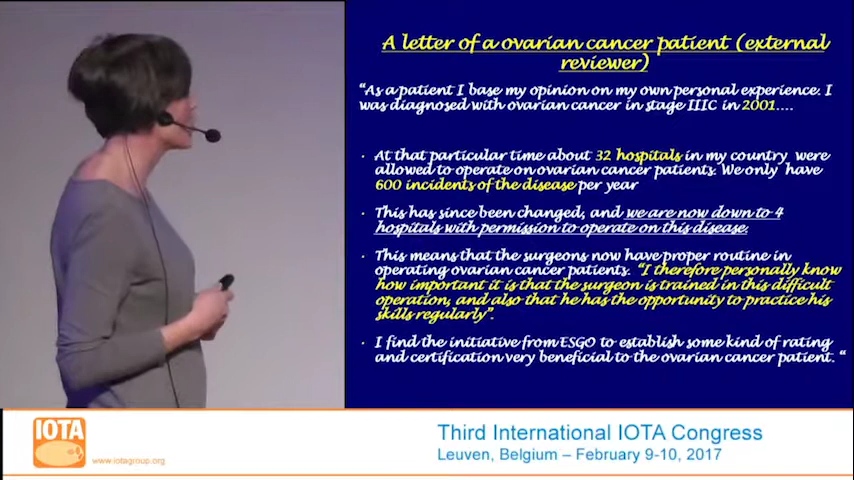 A letter of a ovarian cancer patient (external
reviewer)
"As a patient I base my opinion on my own personal experience. I
was diagnosed with ovarian cancer in stage IIIC in 2001....
· At that particular time about 32 hospitals in my country were
allowed to operate on ovarian cancer patients. We only have
600 incidents of the disease per year
· This has since been changed, and we are now down to 4
hospitals with permission to operate on this disease.
· This means that the surgeons now have proper routine in
operating ovarian cancer patients. "I therefore personally know
how important it is that the surgeon is trained in this difficult
operation, and also that he has the opportunity to practice his
skills regularly".
· I find the initiative from ESGO to establish some kind of rating
and certification very beneficial to the ovarian cancer patient. "
IOTA
www.iotagroup.org
Third International IOTA Congress
Leuven, Belgium – February 9-10, 2017